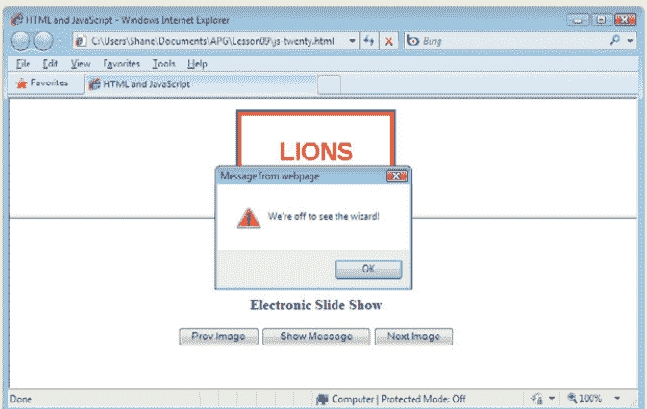 HTML and JavaScript - Windows Internet Explorer
C:\Users\Shane\Documents\APG\Lesson09\js-twenty.html Bing
File Edit View Favorites Tools Help
Favorites HTML and JavaScript
LIONS
Message from webpage
We're off to see the wizard!
OK
Electronic Slide Show
Prev Image Show Message Next Image
Done Computer | Protected Mode: Off 100%